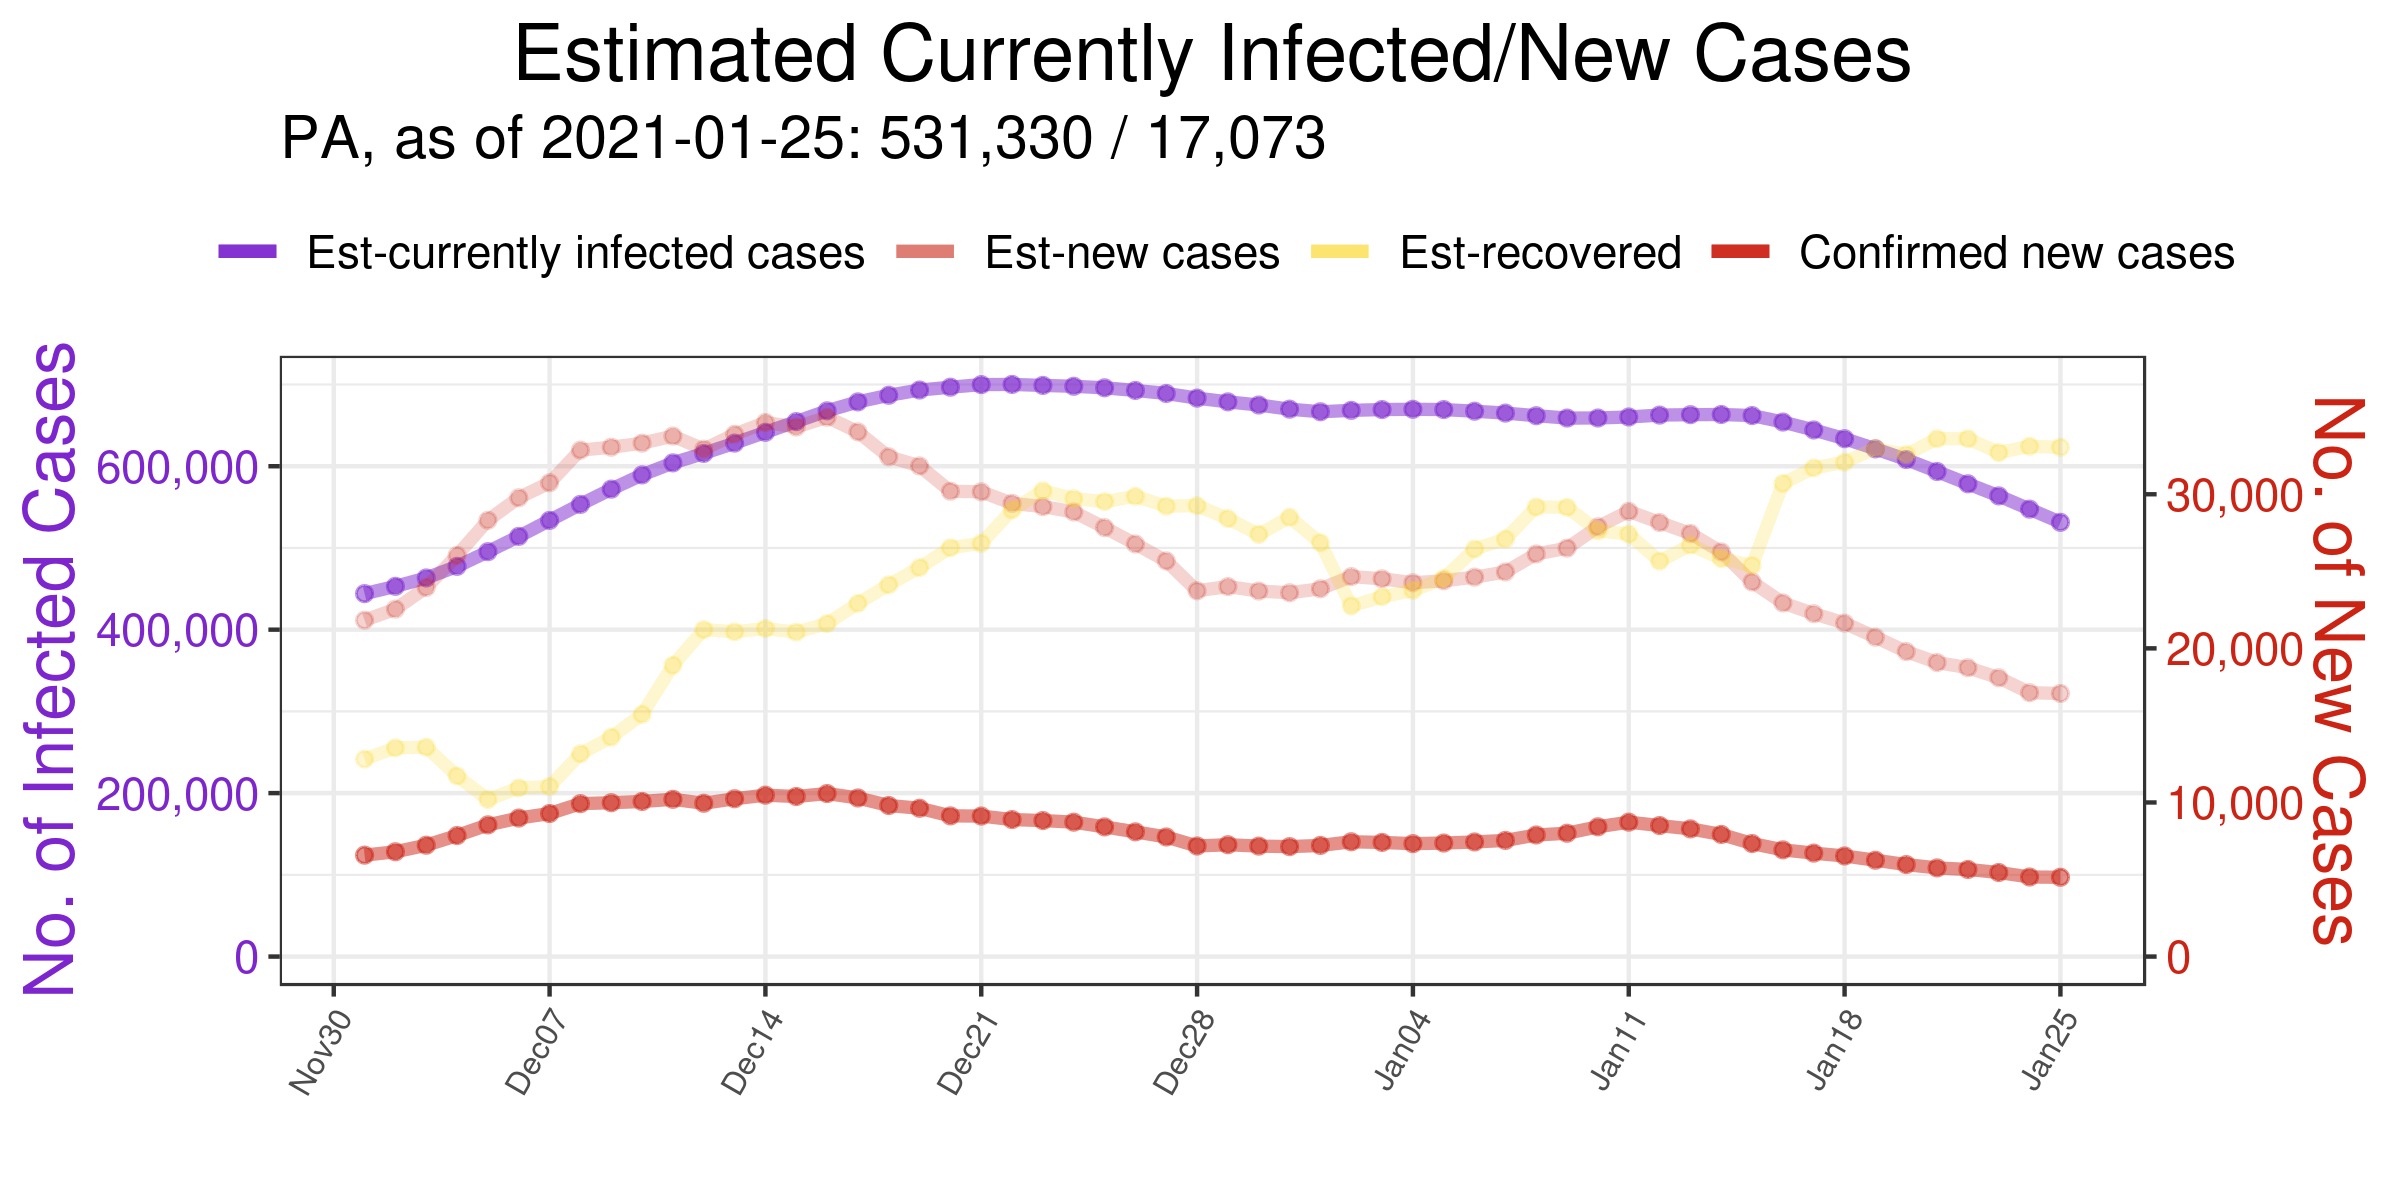 Estimated Currently Infected/New Cases
PA, as of 2021-01-25: 531,330 / 17,073
Est-currently infected cases Est-new cases Est-recovered Confirmed new cases
No. of Infected Cases
600,000
400,000
200,000
0
30,000
20,000
10,000
0
No. of New Cases
Nov30 Dec07 Dec14 Dec21 Dec28 Jan04 Jan11 Jan18 Jan25